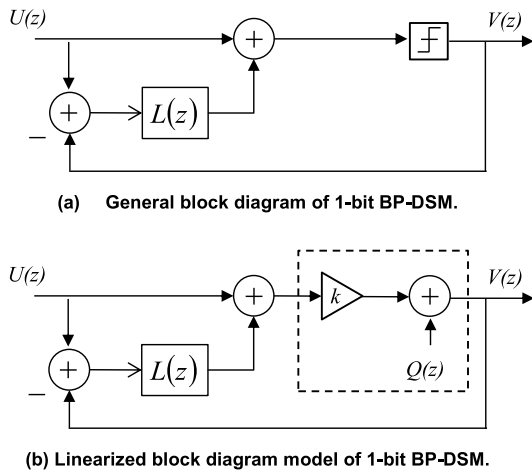 U(z)
V(z)
+
+
−
L(z)
(a) General block diagram of 1-bit BP-DSM.
U(z)
V(z)
+
k
+
+
−
L(z)
Q(z)
(b) Linearized block diagram model of 1-bit BP-DSM.